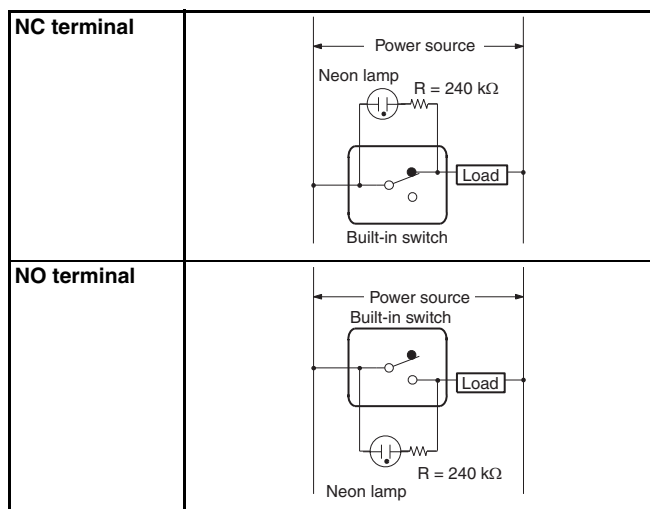 NC terminal
Power source
Neon lamp
R = 240 kΩ
Load
Built-in switch
NO terminal
Power source
Built-in switch
Load
R = 240 kΩ
Neon lamp